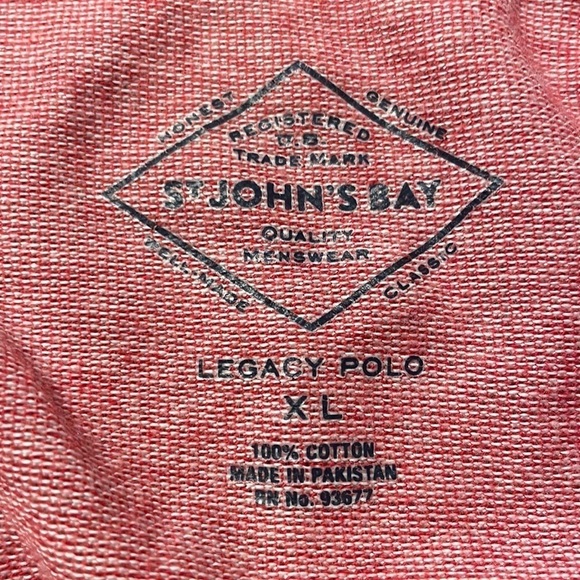 HONEST GENUINE
REGISTERED
U.S.
TRADE MARK
ST JOHN'S BAY
QUALITY
MENSWEAR
WELL-MADE CLASSIC
LEGACY POLO
XL
100% COTTON
MADE IN PAKISTAN
RN No. 93677